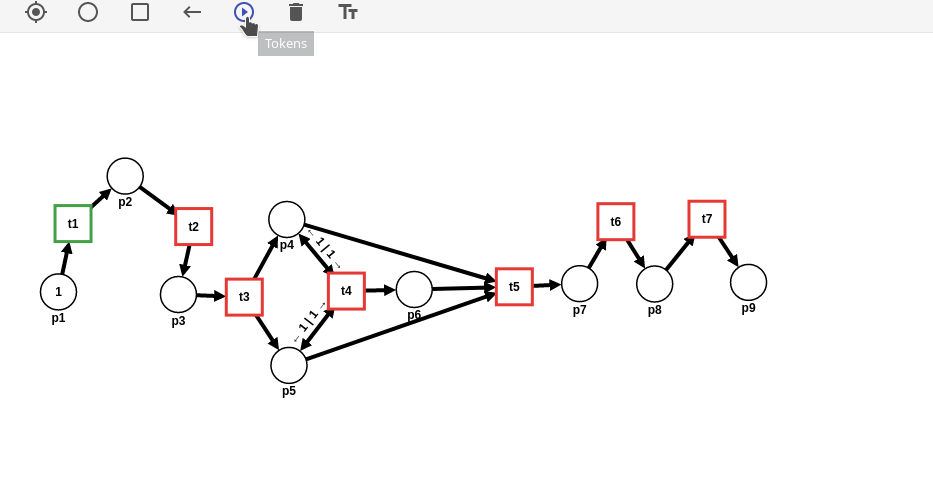 Tokens
p2
t1
t2
1
p1
p3
t3
p4
← 1 | 1 →
t4
← 1 | 1 →
p5
p6
t5
p7
t6
p8
t7
p9